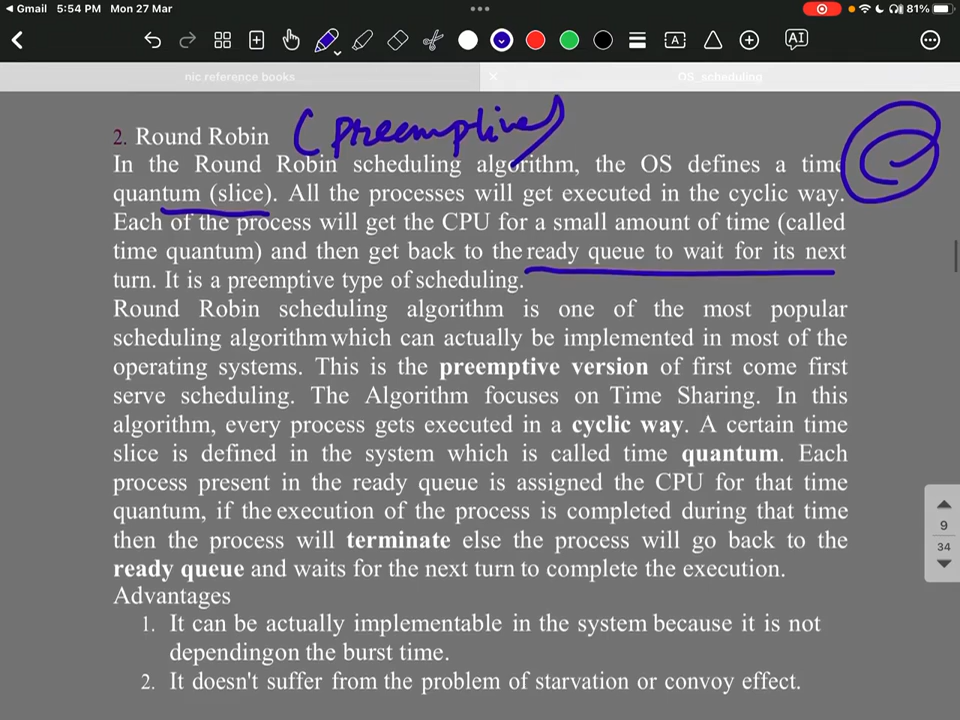 Gmail 5:54 PM Mon 27 Mar 81%
AI
nic reference books OS_scheduling
2. Round Robin (Preemptive)
In the Round Robin scheduling algorithm, the OS defines a time
quantum (slice). All the processes will get executed in the cyclic way.
Each of the process will get the CPU for a small amount of time (called
time quantum) and then get back to the ready queue to wait for its next
turn. It is a preemptive type of scheduling.
Round Robin scheduling algorithm is one of the most popular
scheduling algorithm which can actually be implemented in most of the
operating systems. This is the preemptive version of first come first
serve scheduling. The Algorithm focuses on Time Sharing. In this
algorithm, every process gets executed in a cyclic way. A certain time
slice is defined in the system which is called time quantum. Each
process present in the ready queue is assigned the CPU for that time
quantum, if the execution of the process is completed during that time
then the process will terminate else the process will go back to the
ready queue and waits for the next turn to complete the execution.
Advantages
1. It can be actually implementable in the system because it is not
dependingon the burst time.
2. It doesn't suffer from the problem of starvation or convoy effect.
9
34